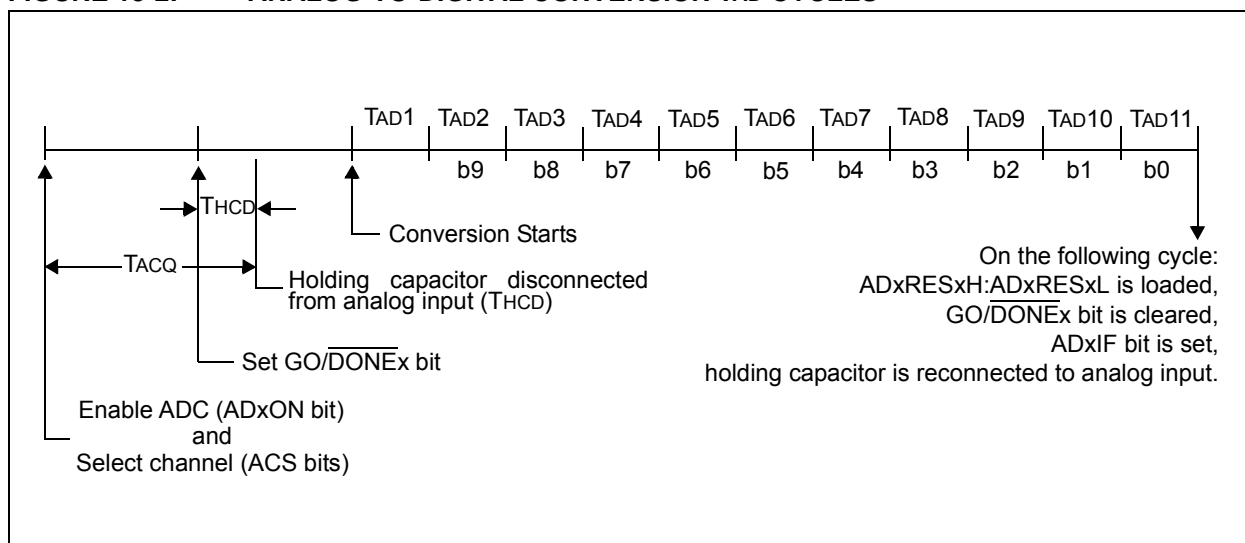 TAD1 TAD2 TAD3 TAD4 TAD5 TAD6 TAD7 TAD8 TAD9 TAD10 TAD11
b9 b8 b7 b6 b5 b4 b3 b2 b1 b0
THCD
Conversion Starts
TACQ
Holding capacitor disconnected
from analog input (THCD)
Set GO/DONEx bit
Enable ADC (ADxON bit)
and
Select channel (ACS bits)
On the following cycle:
ADxRESxH:ADxRESxL is loaded,
GO/DONEx bit is cleared,
ADxIF bit is set,
holding capacitor is reconnected to analog input.